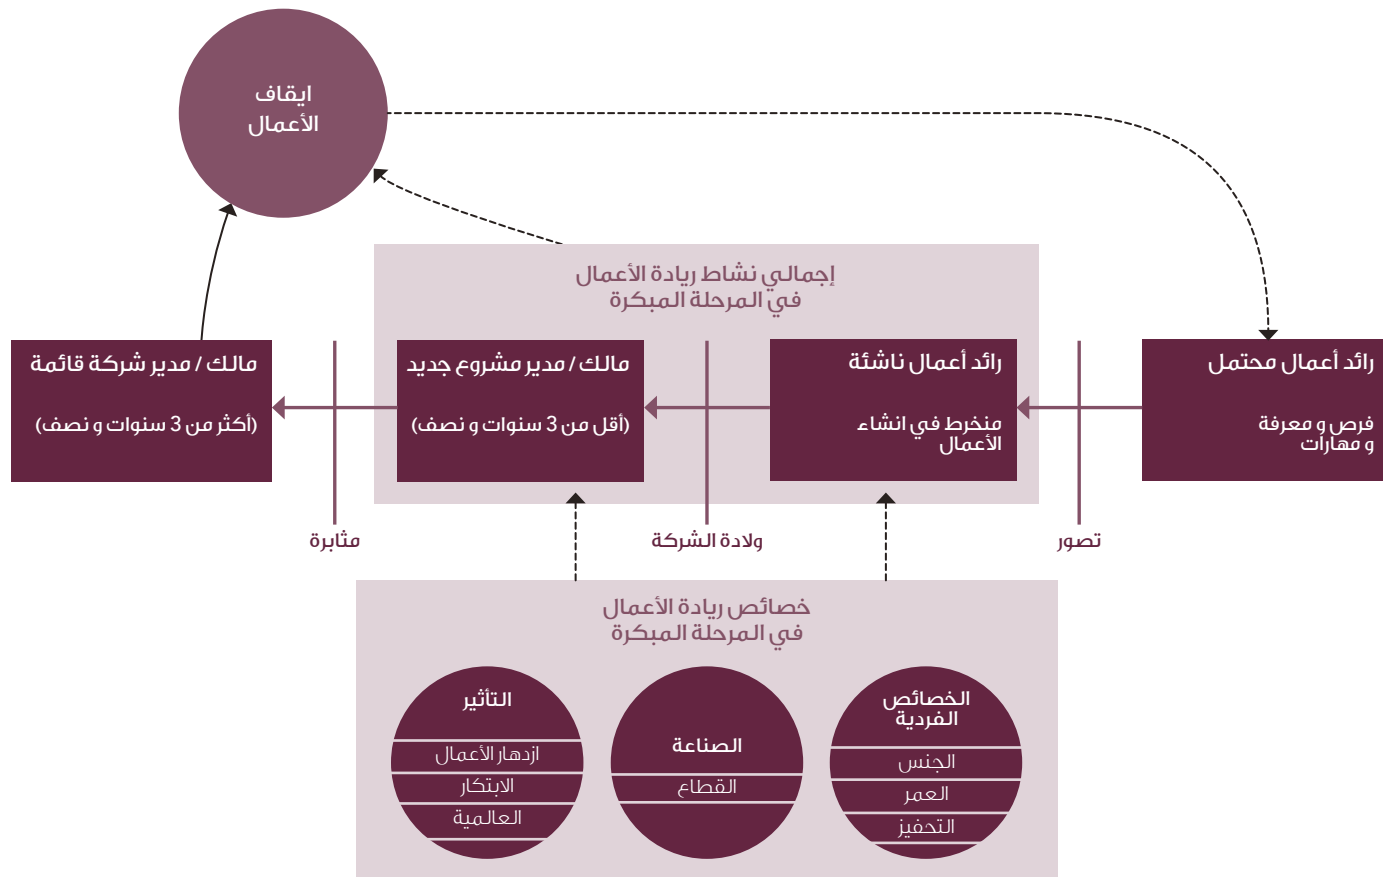 ايقاف
الأعمال
إجمالي نشاط ريادة الأعمال
في المرحلة المبكرة
رائد أعمال محتمل
فرص و معرفة
و مهارات
رائد أعمال ناشئة
منخرط في انشاء
الأعمال
مالك / مدير مشروع جديد
(أقل من 3 سنوات و نصف)
مالك / مدير شركة قائمة
(أكثر من 3 سنوات و نصف)
تصور
ولادة الشركة
مثابرة
خصائص ريادة الأعمال
في المرحلة المبكرة
الخصائص
الفردية
الجنس
العمر
التحفيز
الصناعة
القطاع
التأثير
ازدهار الأعمال
الابتكار
العالمية